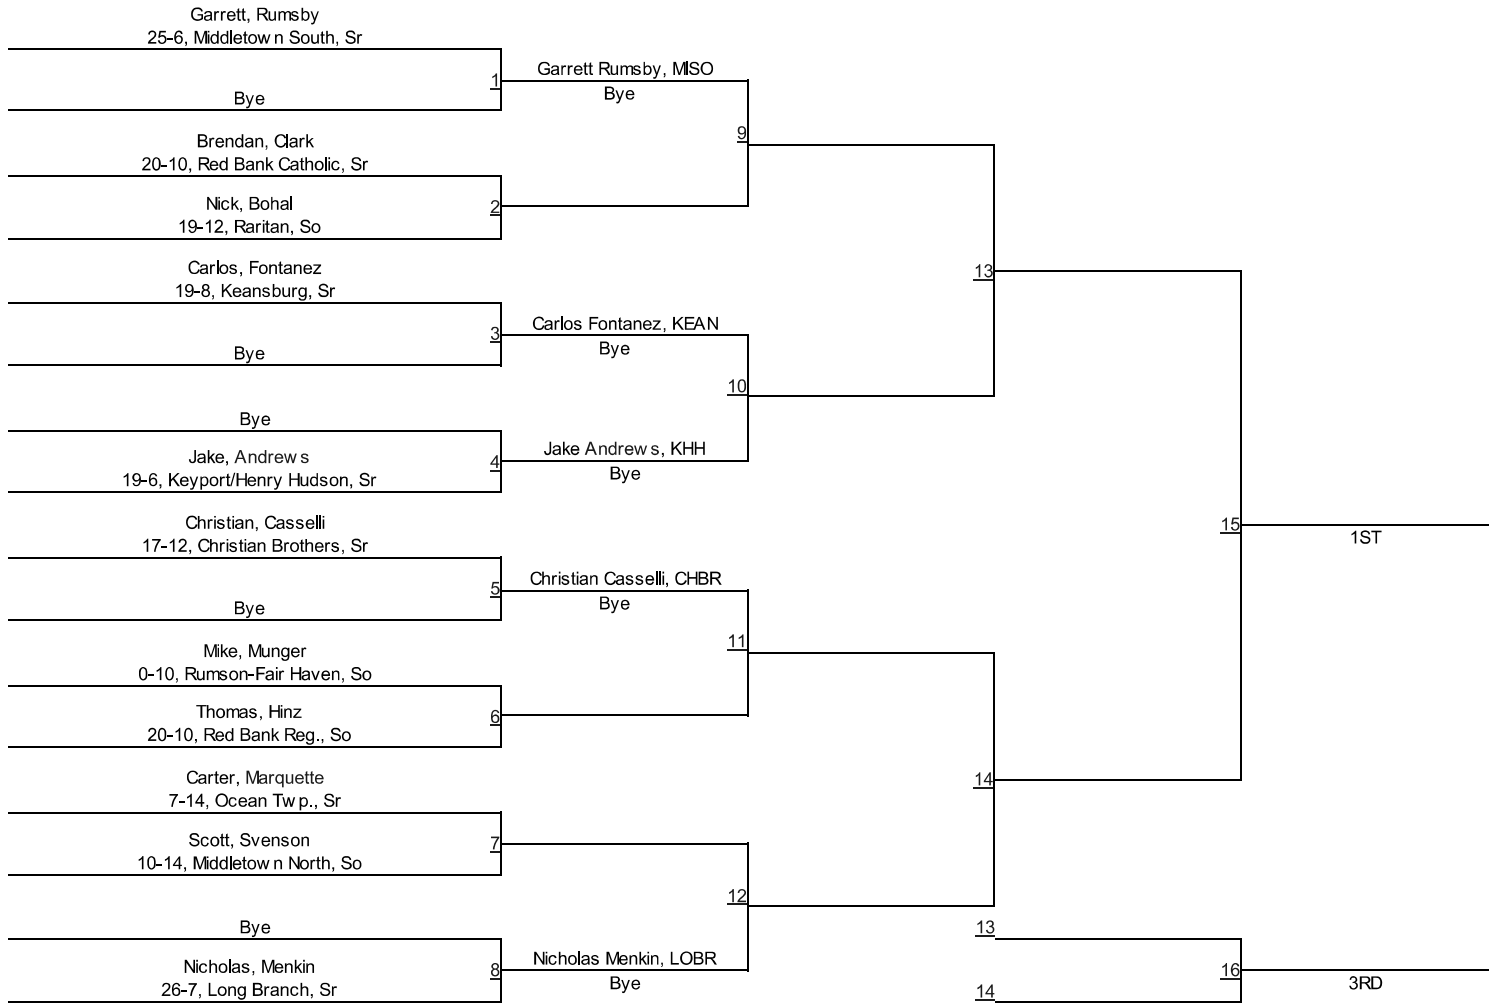 Garrett, Rumsby
25-6, Middletown South, Sr
1
Bye
Garrett Rumsby, MISO
Bye
Brendan, Clark
20-10, Red Bank Catholic, Sr
9
Nick, Bohal
19-12, Raritan, So
2
Carlos, Fontanez
19-8, Keansburg, Sr
13
3
Bye
Carlos Fontanez, KEAN
Bye
10
Bye
Jake, Andrews
19-6, Keyport/Henry Hudson, Sr
4
Jake Andrews, KHH
Bye
Christian, Casselli
17-12, Christian Brothers, Sr
15
1ST
5
Bye
Christian Casselli, CHBR
Bye
Mike, Munger
0-10, Rumson-Fair Haven, So
11
Thomas, Hinz
20-10, Red Bank Reg., So
6
Carter, Marquette
7-14, Ocean Twp., Sr
14
Scott, Svenson
10-14, Middletown North, So
7
12
Bye
13
Nicholas, Menkin
26-7, Long Branch, Sr
8
Nicholas Menkin, LOBR
Bye
16
3RD
14